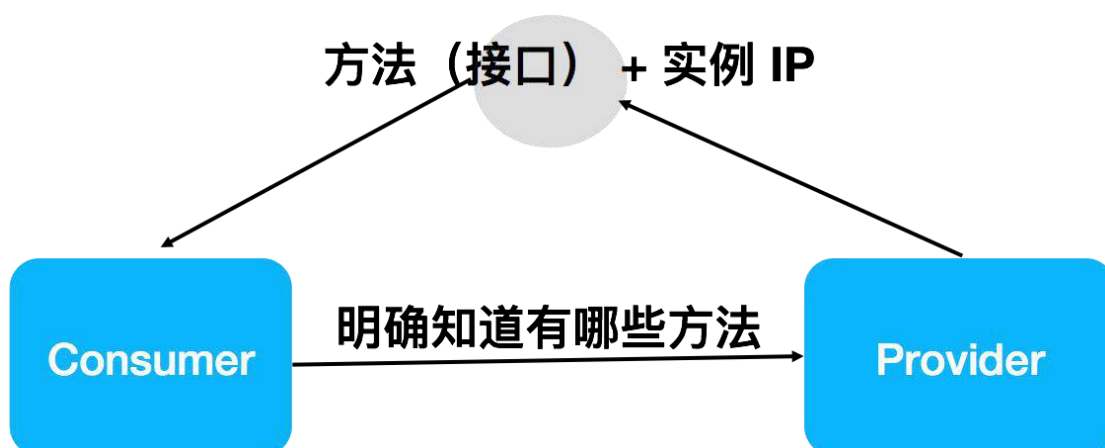 方法（接口） + 实例 IP
明确知道有哪些方法
Consumer
Provider